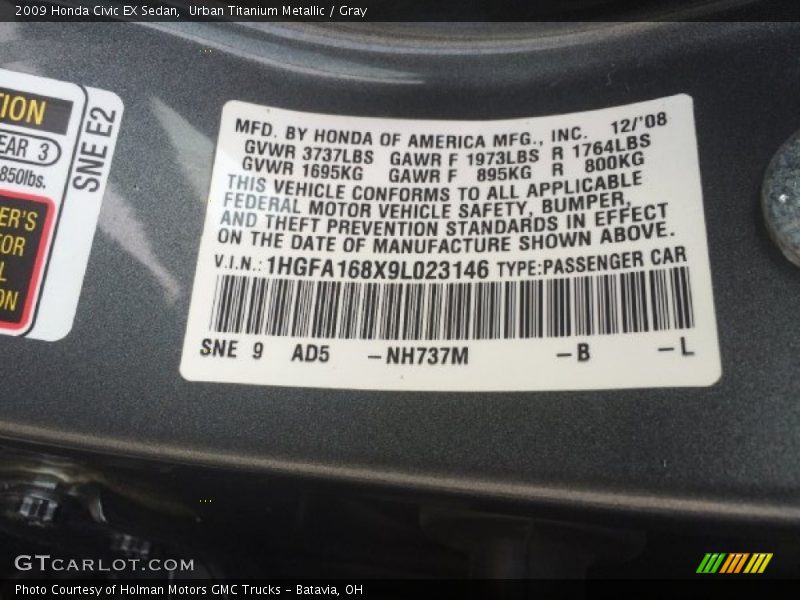 2009 Honda Civic EX Sedan, Urban Titanium Metallic / Gray
TION
EAR 3
850lbs.
SNE E2
ER'S
OR
L
ON
MFD. BY HONDA OF AMERICA MFG., INC. 12/'08
GVWR 3737LBS GAWR F 1973LBS R 1764LBS
GVWR 1695KG GAWR F 895KG R 800KG
THIS VEHICLE CONFORMS TO ALL APPLICABLE
FEDERAL MOTOR VEHICLE SAFETY, BUMPER,
AND THEFT PREVENTION STANDARDS IN EFFECT
ON THE DATE OF MANUFACTURE SHOWN ABOVE.
V.I.N.: 1HGFA168X9L023146 TYPE:PASSENGER CAR
SNE 9 AD5 –NH737M –B –L
GTCARLOT.COM
Photo Courtesy of Holman Motors GMC Trucks - Batavia, OH